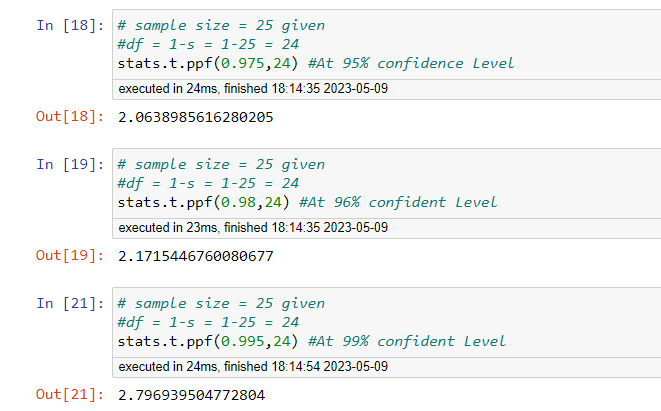 In [18]: # sample size = 25 given
#df = 1-s = 1-25 = 24
stats.t.ppf(0.975,24) #At 95% confidence Level
executed in 24ms, finished 18:14:35 2023-05-09
Out[18]: 2.0638985616280205
In [19]: # sample size = 25 given
#df = 1-s = 1-25 = 24
stats.t.ppf(0.98,24) #At 96% confident Level
executed in 23ms, finished 18:14:35 2023-05-09
Out[19]: 2.1715446760080677
In [21]: # sample size = 25 given
#df = 1-s = 1-25 = 24
stats.t.ppf(0.995,24) #At 99% confident Level
executed in 24ms, finished 18:14:54 2023-05-09
Out[21]: 2.796939504772804